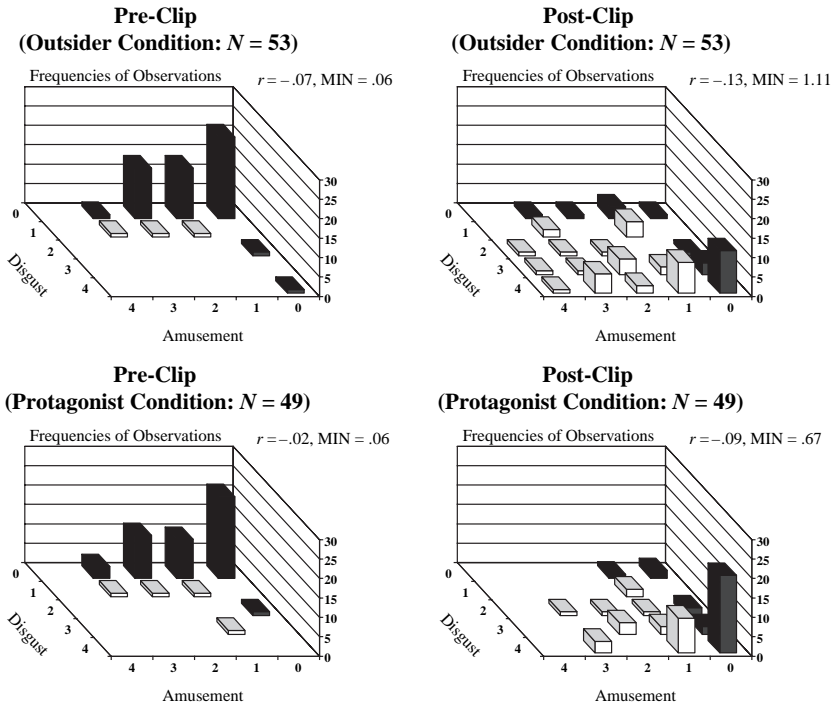 Pre-Clip
(Outsider Condition: N = 53)
Frequencies of Observations
r = –.07, MIN = .06
30
25
20
15
10
5
0
0
1
2
3
4
Disgust
4 3 2 1 0
Amusement
Post-Clip
(Outsider Condition: N = 53)
Frequencies of Observations
r = –.13, MIN = 1.11
30
25
20
15
10
5
0
0
1
2
3
4
Disgust
4 3 2 1 0
Amusement
Pre-Clip
(Protagonist Condition: N = 49)
Frequencies of Observations
r = –.02, MIN = .06
30
25
20
15
10
5
0
0
1
2
3
4
Disgust
4 3 2 1 0
Amusement
Post-Clip
(Protagonist Condition: N = 49)
Frequencies of Observations
r = –.09, MIN = .67
30
25
20
15
10
5
0
0
1
2
3
4
Disgust
4 3 2 1 0
Amusement